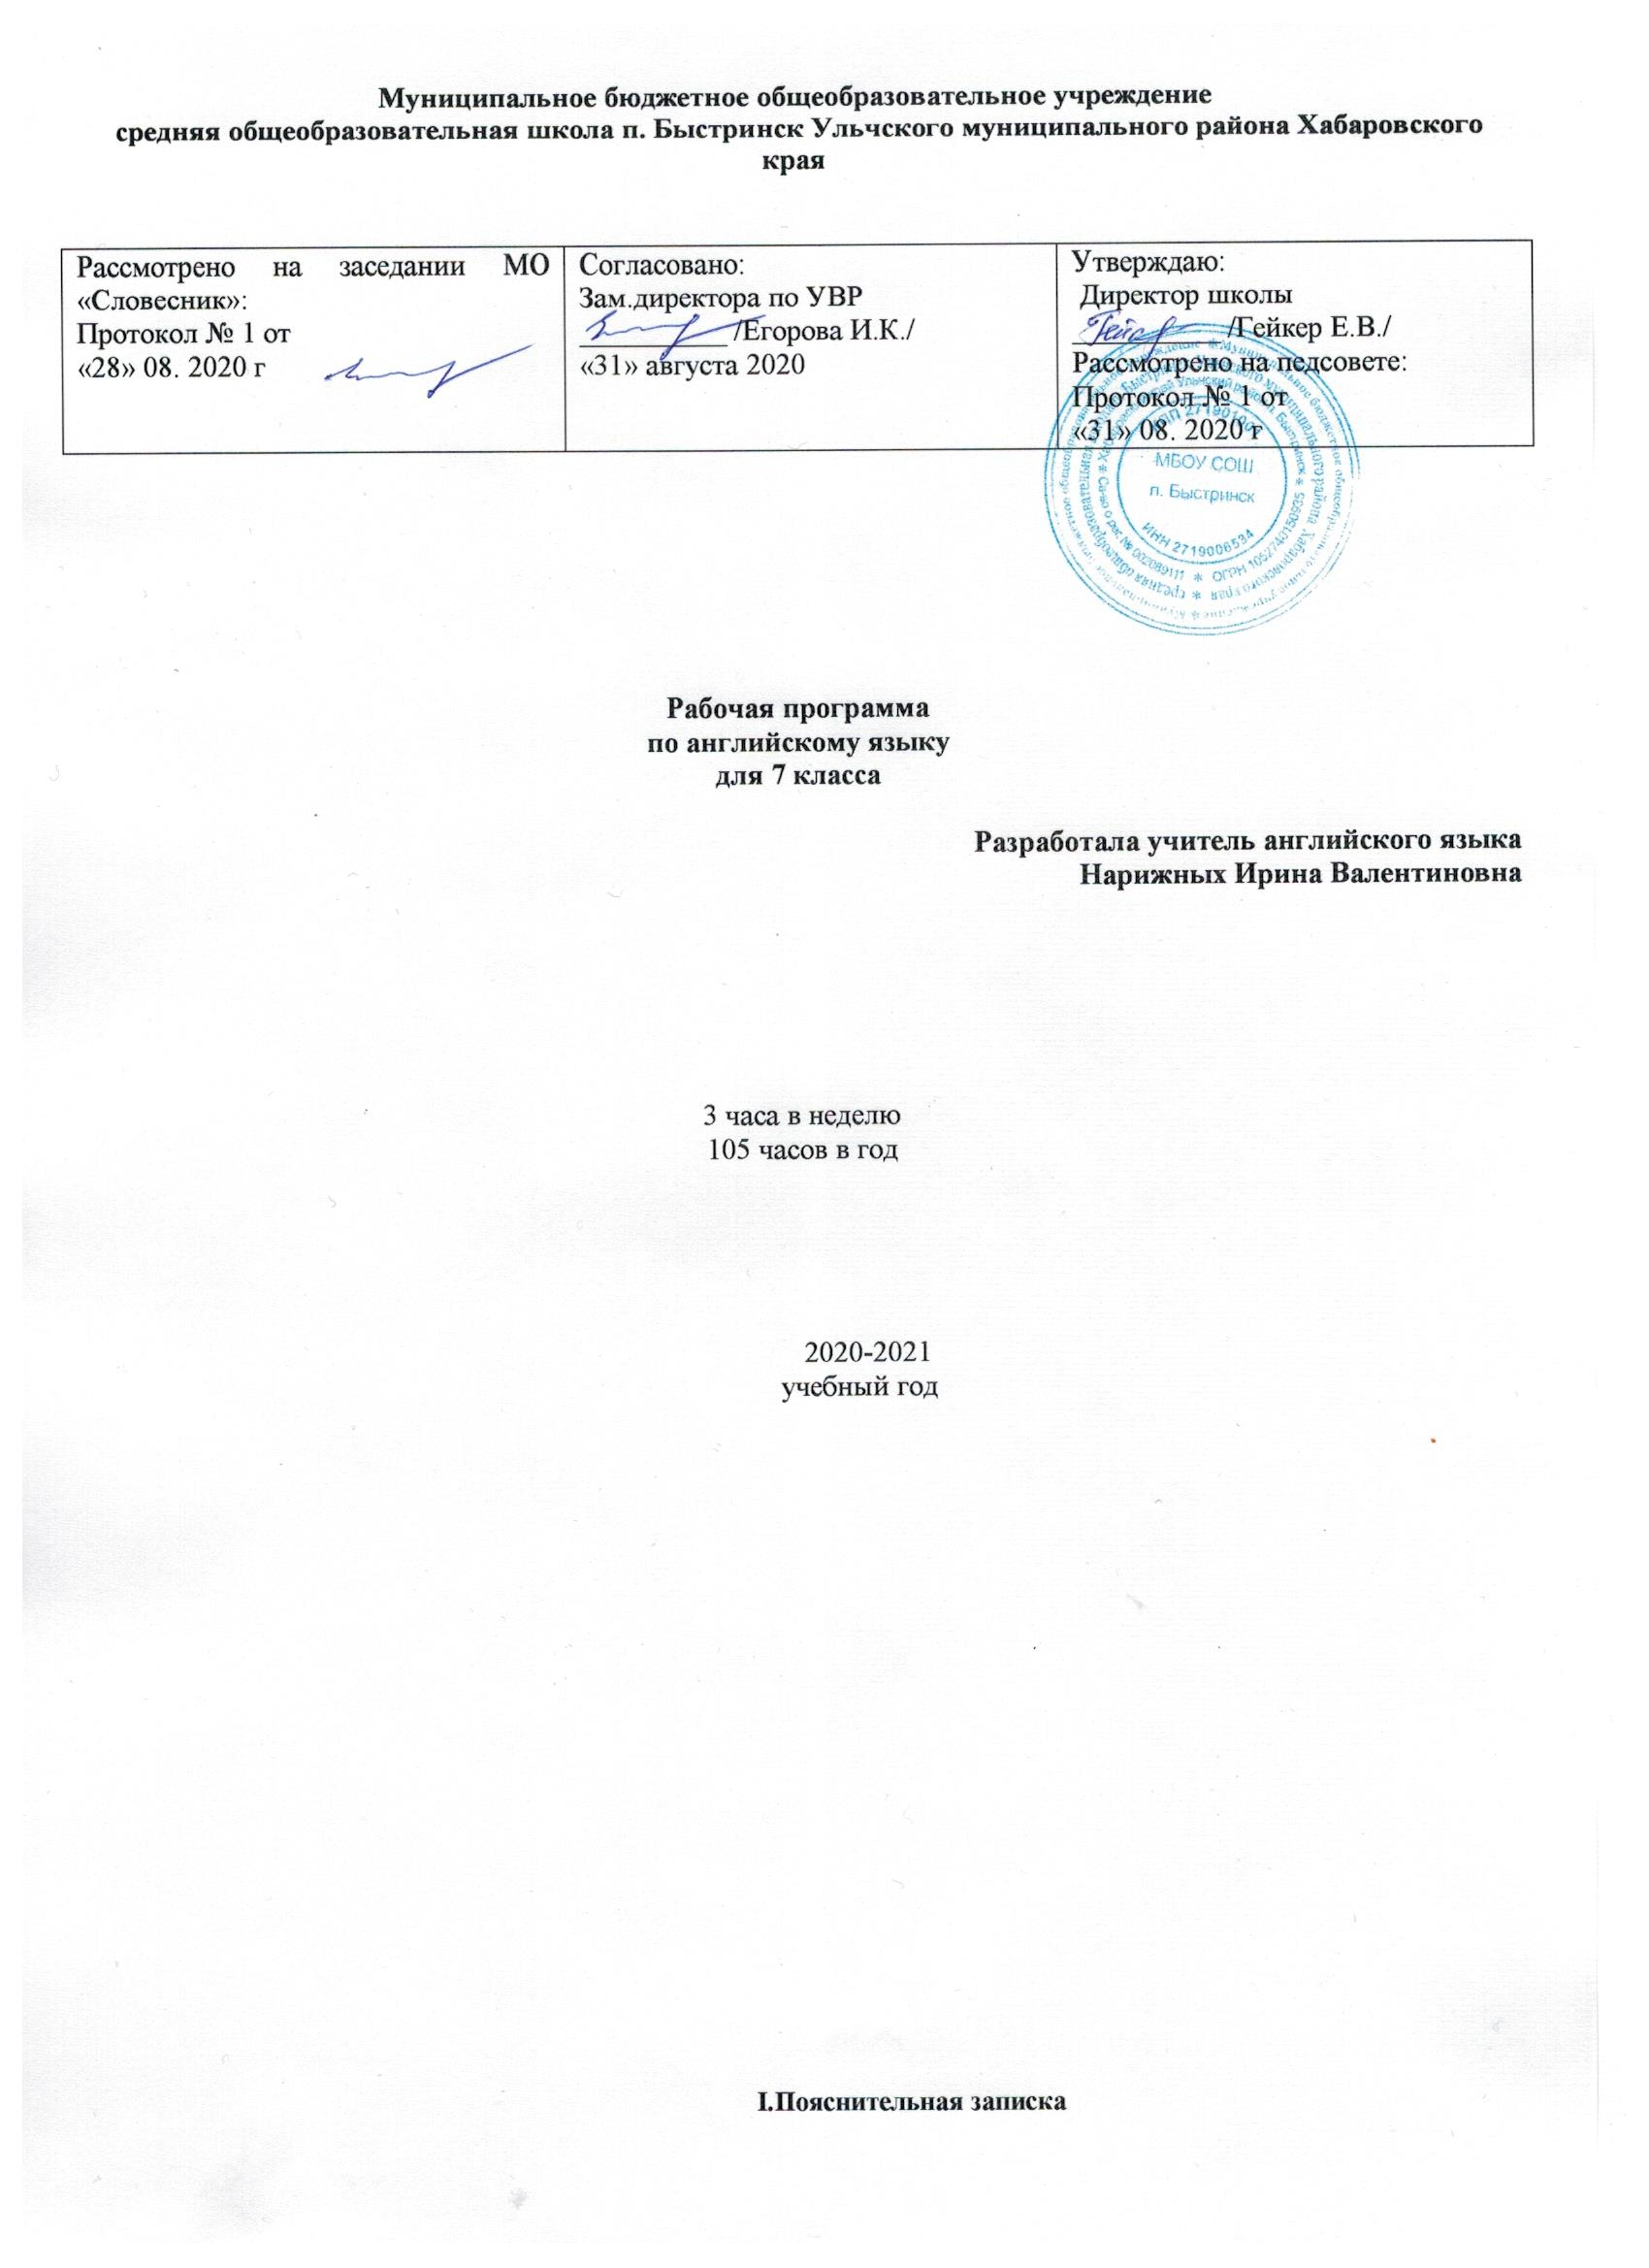 Муниципальное бюджетное общеобразовательное учреждение
средняя общеобразовательная школа п. Быстринск Ульчского муниципального района Хабаровского
края
Рассмотрено на заседании МО
«Словесник»:
Протокол № 1 от
«28» 08. 2020 г
Согласовано:
Зам.директора по УВР
___________/Егорова И.К./
«31» августа 2020
Утверждаю:
Директор школы
___________/Гейкер Е.В./
Рассмотрено на педсовете:
Протокол № 1 от
«31» 08. 2020 г
МБОУ СОШ
п. Быстринск
ИНН 2719006534
Рабочая программа
по английскому языку
для 7 класса
Разработала учитель английского языка
Нарижных Ирина Валентиновна
3 часа в неделю
105 часов в год
2020-2021
учебный год
I.Пояснительная записка